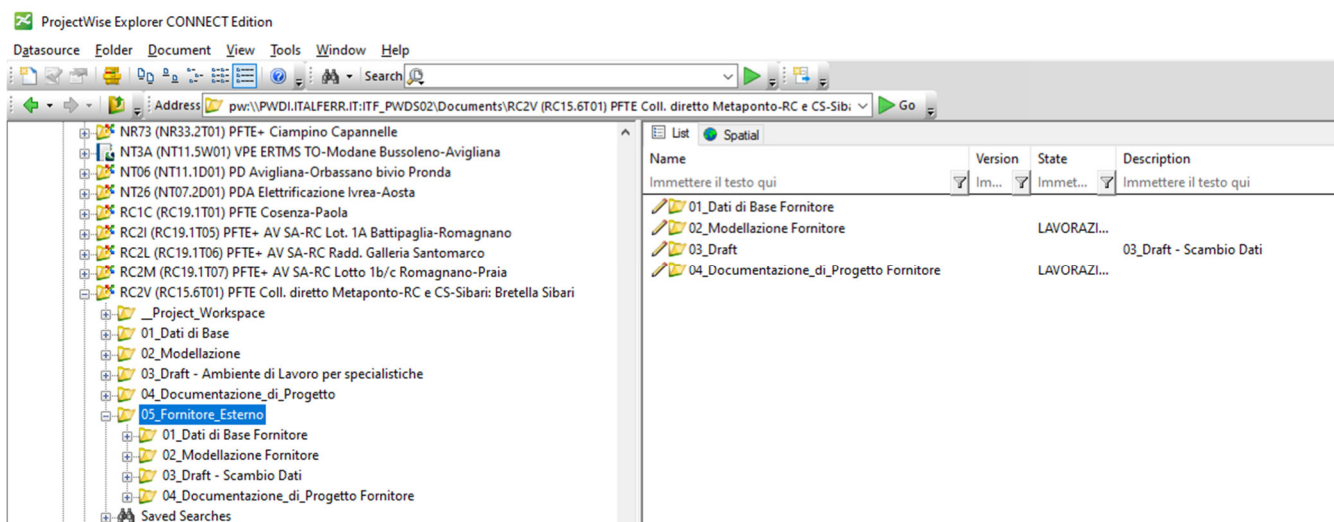 ProjectWise Explorer CONNECT Edition
Datasource Folder Document View Tools Window Help
Search
Address pw:\\PWDI.ITALFERR.IT:ITF_PWDS02\Documents\RC2V (RC15.6T01) PFTE Coll. diretto Metaponto-RC e CS-Siba Go
NR73 (NR33.2T01) PFTE+ Ciampino Capannelle
NT3A (NT11.5W01) VPE ERTMS TO-Modane Bussoleno-Avigliana
NT06 (NT11.1D01) PD Avigliana-Orbassano bivio Pronda
NT26 (NT07.2D01) PDA Elettrificazione Ivrea-Aosta
RC1C (RC19.1T01) PFTE Cosenza-Paola
RC2I (RC19.1T05) PFTE+ AV SA-RC Lot. 1A Battipaglia-Romagnano
RC2L (RC19.1T06) PFTE+ AV SA-RC Radd. Galleria Santomarco
RC2M (RC19.1T07) PFTE+ AV SA-RC Lotto 1b/c Romagnano-Praia
RC2V (RC15.6T01) PFTE Coll. diretto Metaponto-RC e CS-Sibari: Bretella Sibari
__Project_Workspace
01_Dati di Base
02_Modellazione
03_Draft - Ambiente di Lavoro per specialistiche
04_Documentazione_di_Progetto
05_Fornitore_Esterno
01_Dati di Base Fornitore
02_Modellazione Fornitore
03_Draft - Scambio Dati
04_Documentazione_di_Progetto Fornitore
Saved Searches
List Spatial
Name Version State Description
Immettere il testo qui Im... Immet... Immettere il testo qui
01_Dati di Base Fornitore
02_Modellazione Fornitore LAVORAZI...
03_Draft 03_Draft - Scambio Dati
04_Documentazione_di_Progetto Fornitore LAVORAZI...